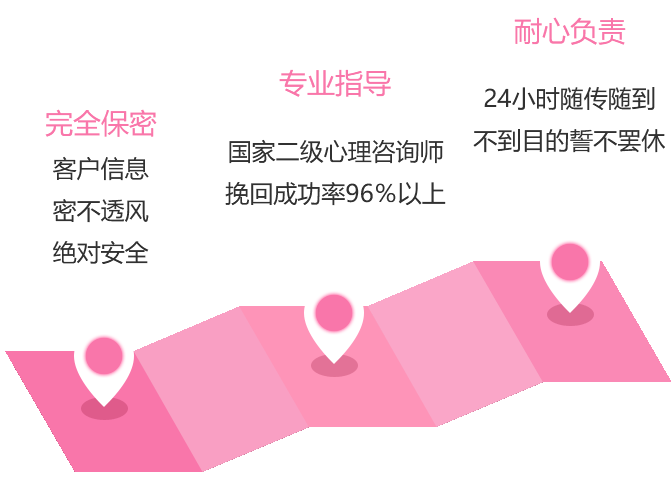 完全保密
客户信息
密不透风
绝对安全
专业指导
国家二级心理咨询师
挽回成功率96%以上
耐心负责
24小时随传随到
不到目的誓不罢休